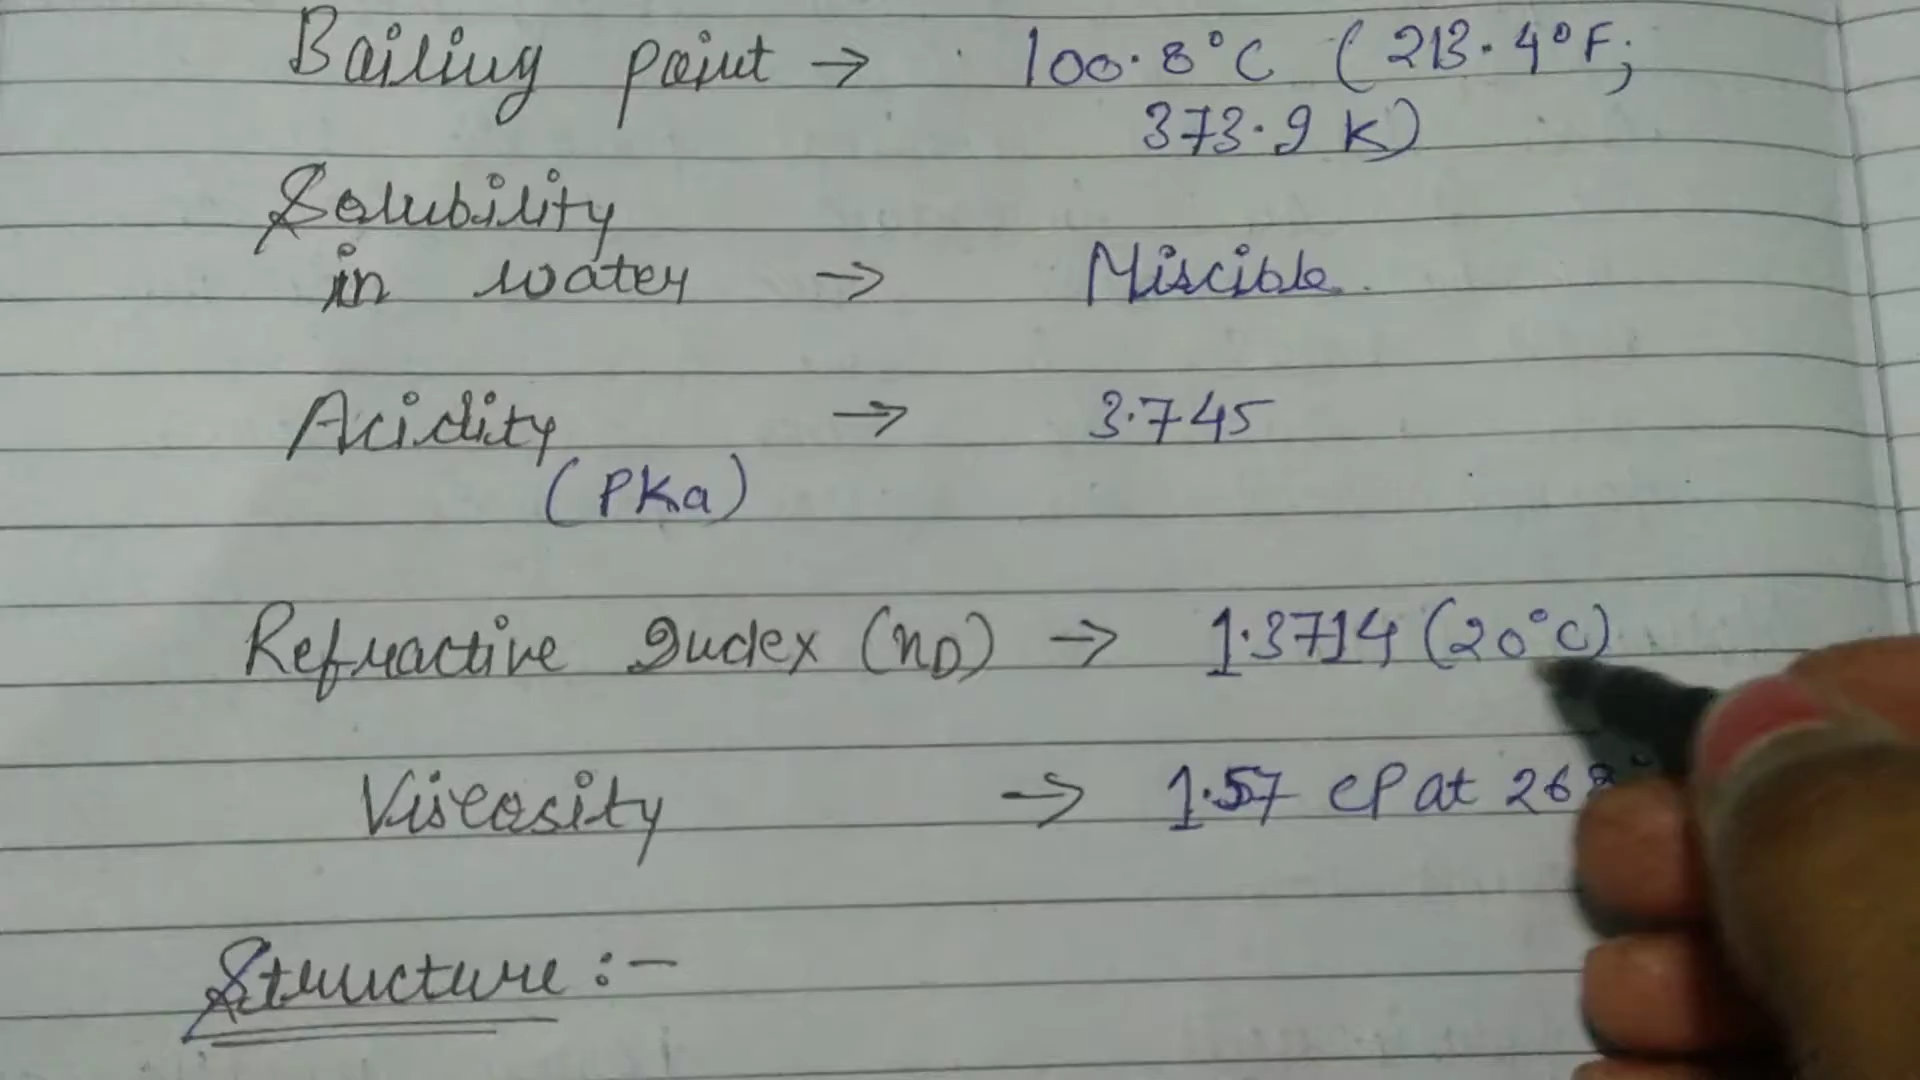 Boiling point → 100.8°C (213.4°F;
373.9 K)
Solubility
in water → Miscible.
Acidity → 3.745
(PKa)
Refractive Index (nD) → 1.3714 (20°C)
Viscosity → 1.57 cP at 268°
Structure :-